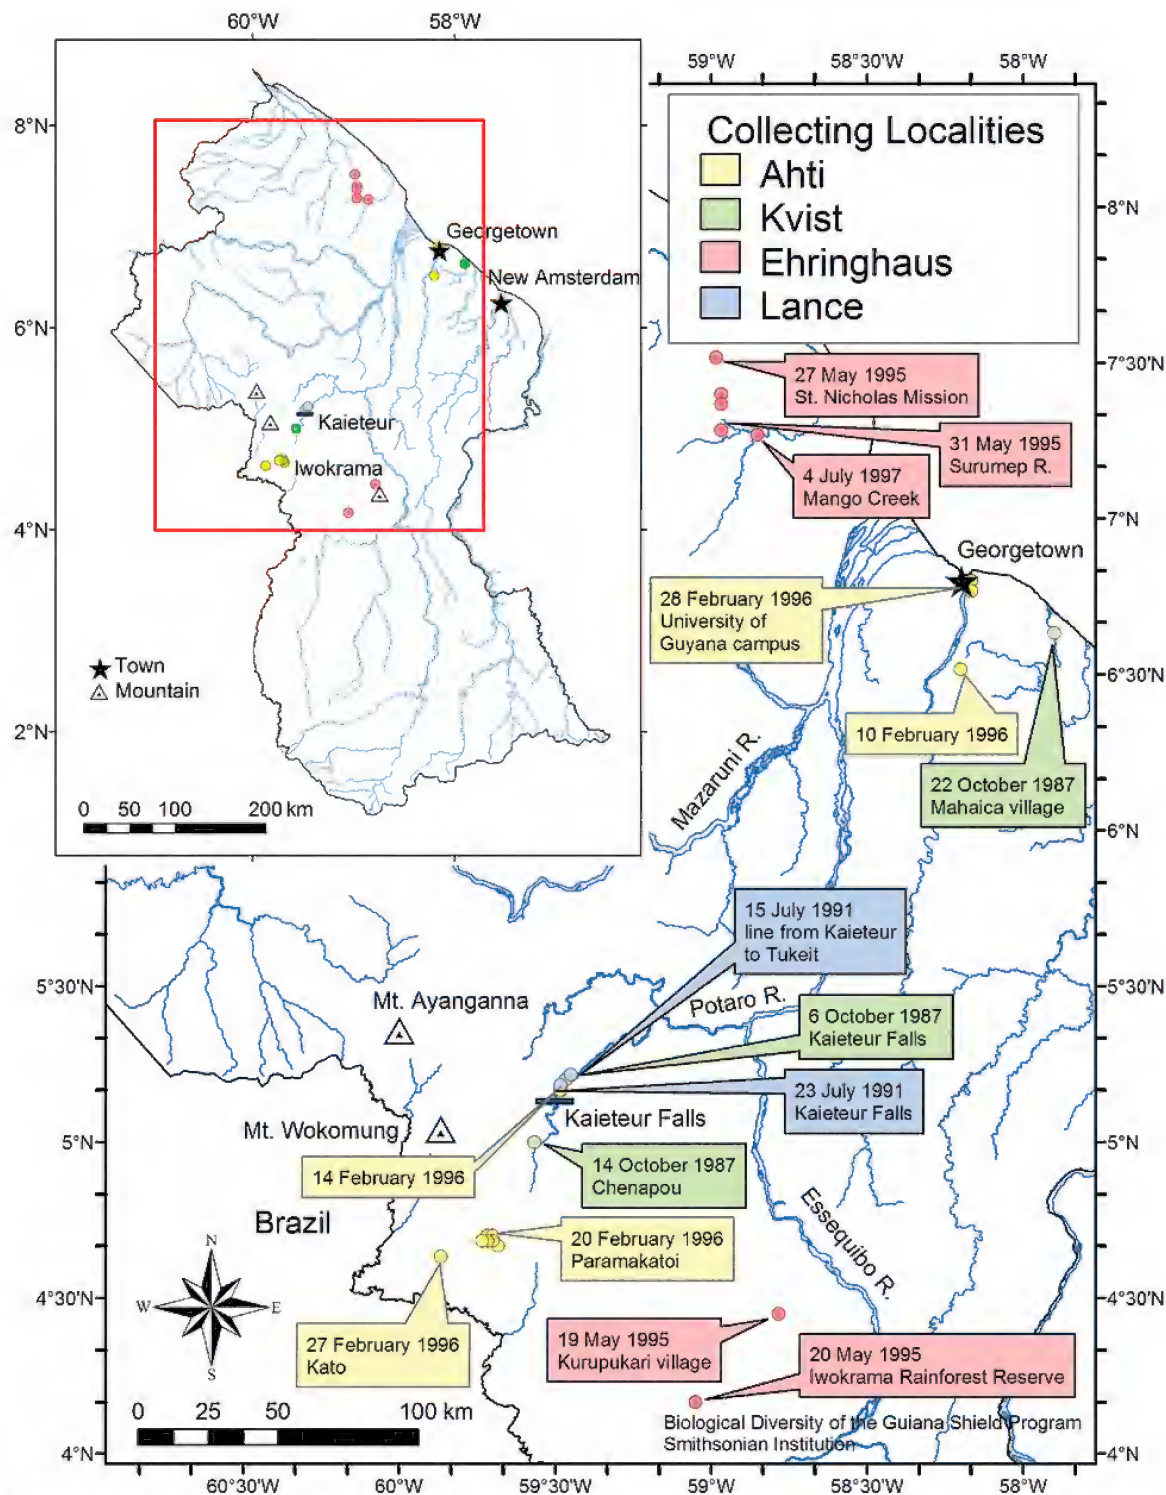 60°W
58°W
8°N
6°N
4°N
2°N
Georgetown
New Amsterdam
Kaieteur
Iwokrama
Town
Mountain
0 50 100 200 km
59°W
58°30'W
58°W
Collecting Localities
Ahti
Kvist
Ehringhaus
Lance
8°N
7°30'N
7°N
6°30'N
6°N
5°30'N
5°N
4°30'N
4°N
27 May 1995
St. Nicholas Mission
31 May 1995
Surumep R.
4 July 1997
Mango Creek
Georgetown
28 February 1996
University of
Guyana campus
10 February 1996
22 October 1987
Mahaica village
Mazaruni R.
15 July 1991
line from Kaieteur
to Tukeit
5°30'N
Mt. Ayanganna
Potaro R.
6 October 1987
Kaieteur Falls
23 July 1991
Kaieteur Falls
Kaieteur Falls
5°N
Mt. Wokomung
14 February 1996
14 October 1987
Chenapou
Essequibo R.
Brazil
20 February 1996
Paramakatoi
N
W
E
S
4°30'N
27 February 1996
Kato
19 May 1995
Kurupukari village
20 May 1995
Iwokrama Rainforest Reserve
0 25 50 100 km
Biological Diversity of the Guiana Shield Program
Smithsonian Institution
4°N
60°30'W
60°W
59°30'W
59°W
58°30'W
58°W